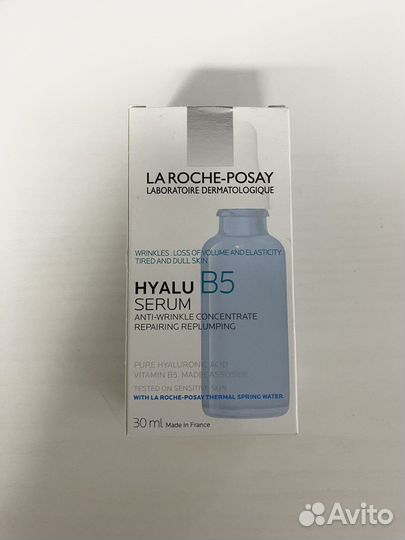 LA ROCHE-POSAY
LABORATOIRE DERMATOLOGIQUE
WRINKLES . LOSS OF VOLUME AND ELASTICITY .
TIRED AND DULL SKIN
HYALU B5
SERUM
ANTI-WRINKLE CONCENTRATE
REPAIRING REPLUMPING
PURE HYALURONIC ACID
VITAMIN B5. MADECASSOSIDE
TESTED ON SENSITIVE SKIN
WITH LA ROCHE-POSAY THERMAL SPRING WATER
30 ml Made in France
Avito